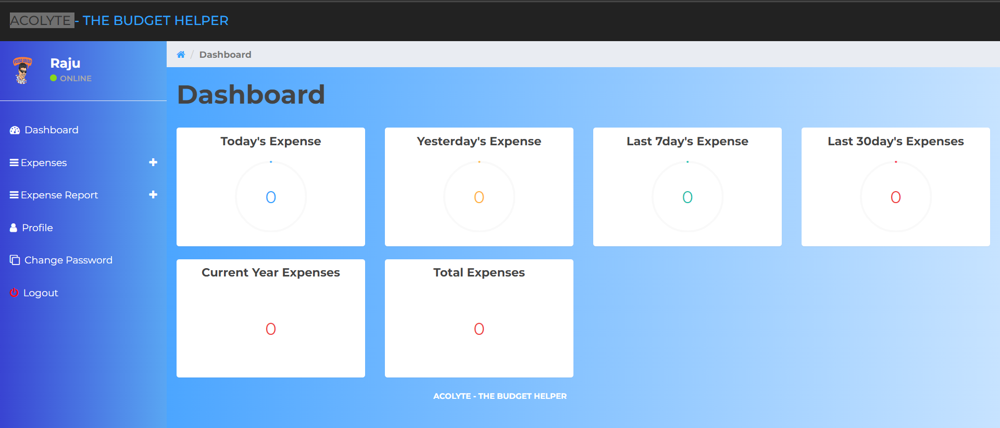 ACOLYTE - THE BUDGET HELPER
Raju
ONLINE
Dashboard
Expenses
Expense Report
Profile
Change Password
Logout
/ Dashboard
Dashboard
Today's Expense
0
Yesterday's Expense
0
Last 7day's Expense
0
Last 30day's Expenses
0
Current Year Expenses
0
Total Expenses
0
ACOLYTE - THE BUDGET HELPER